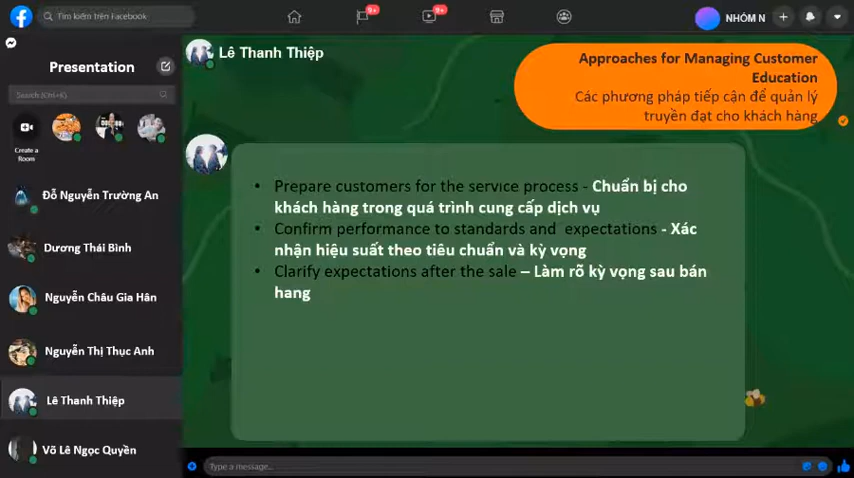 Tìm kiếm trên Facebook
9+
9+
NHÓM N
Presentation
Search (Ctrl+K)
Create a
Room
Đỗ Nguyễn Trường An
Dương Thái Bình
Nguyễn Châu Gia Hân
Nguyễn Thị Thục Anh
Lê Thanh Thiệp
Võ Lê Ngọc Quyền
Lê Thanh Thiệp
Approaches for Managing Customer
Education
Các phương pháp tiếp cận để quản lý
truyền đạt cho khách hàng
• Prepare customers for the service process - Chuẩn bị cho
khách hàng trong quá trình cung cấp dịch vụ
• Confirm performance to standards and expectations - Xác
nhận hiệu suất theo tiêu chuẩn và kỳ vọng
• Clarify expectations after the sale – Làm rõ kỳ vọng sau bán
hang
Type a message...